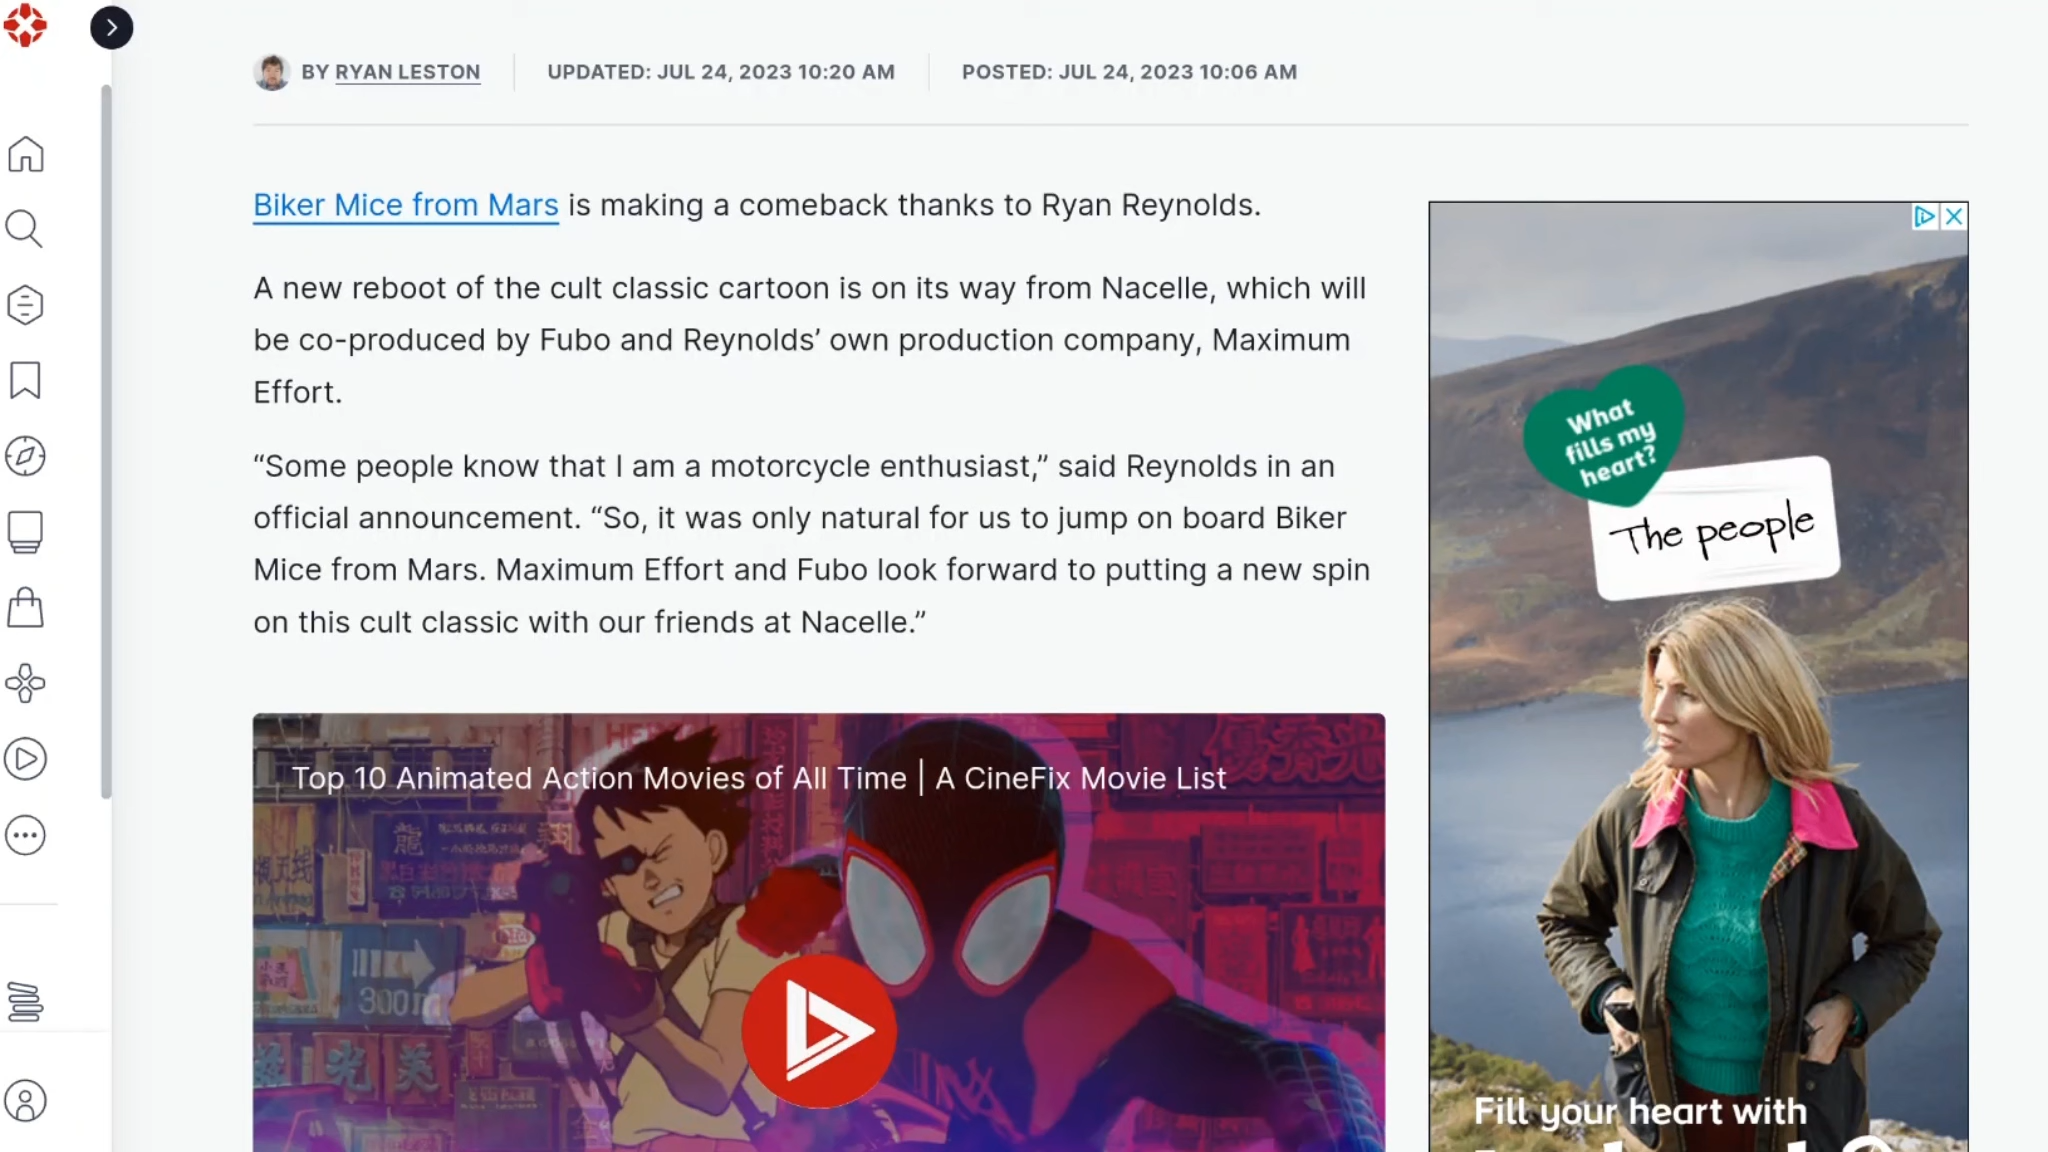 BY RYAN LESTON
UPDATED: JUL 24, 2023 10:20 AM
POSTED: JUL 24, 2023 10:06 AM
Biker Mice from Mars is making a comeback thanks to Ryan Reynolds.
A new reboot of the cult classic cartoon is on its way from Nacelle, which will
be co-produced by Fubo and Reynolds’ own production company, Maximum
Effort.
“Some people know that I am a motorcycle enthusiast,” said Reynolds in an
official announcement. “So, it was only natural for us to jump on board Biker
Mice from Mars. Maximum Effort and Fubo look forward to putting a new spin
on this cult classic with our friends at Nacelle.”
Top 10 Animated Action Movies of All Time | A CineFix Movie List
龍
300m
光
What
fills my
heart?
The people
Fill your heart with